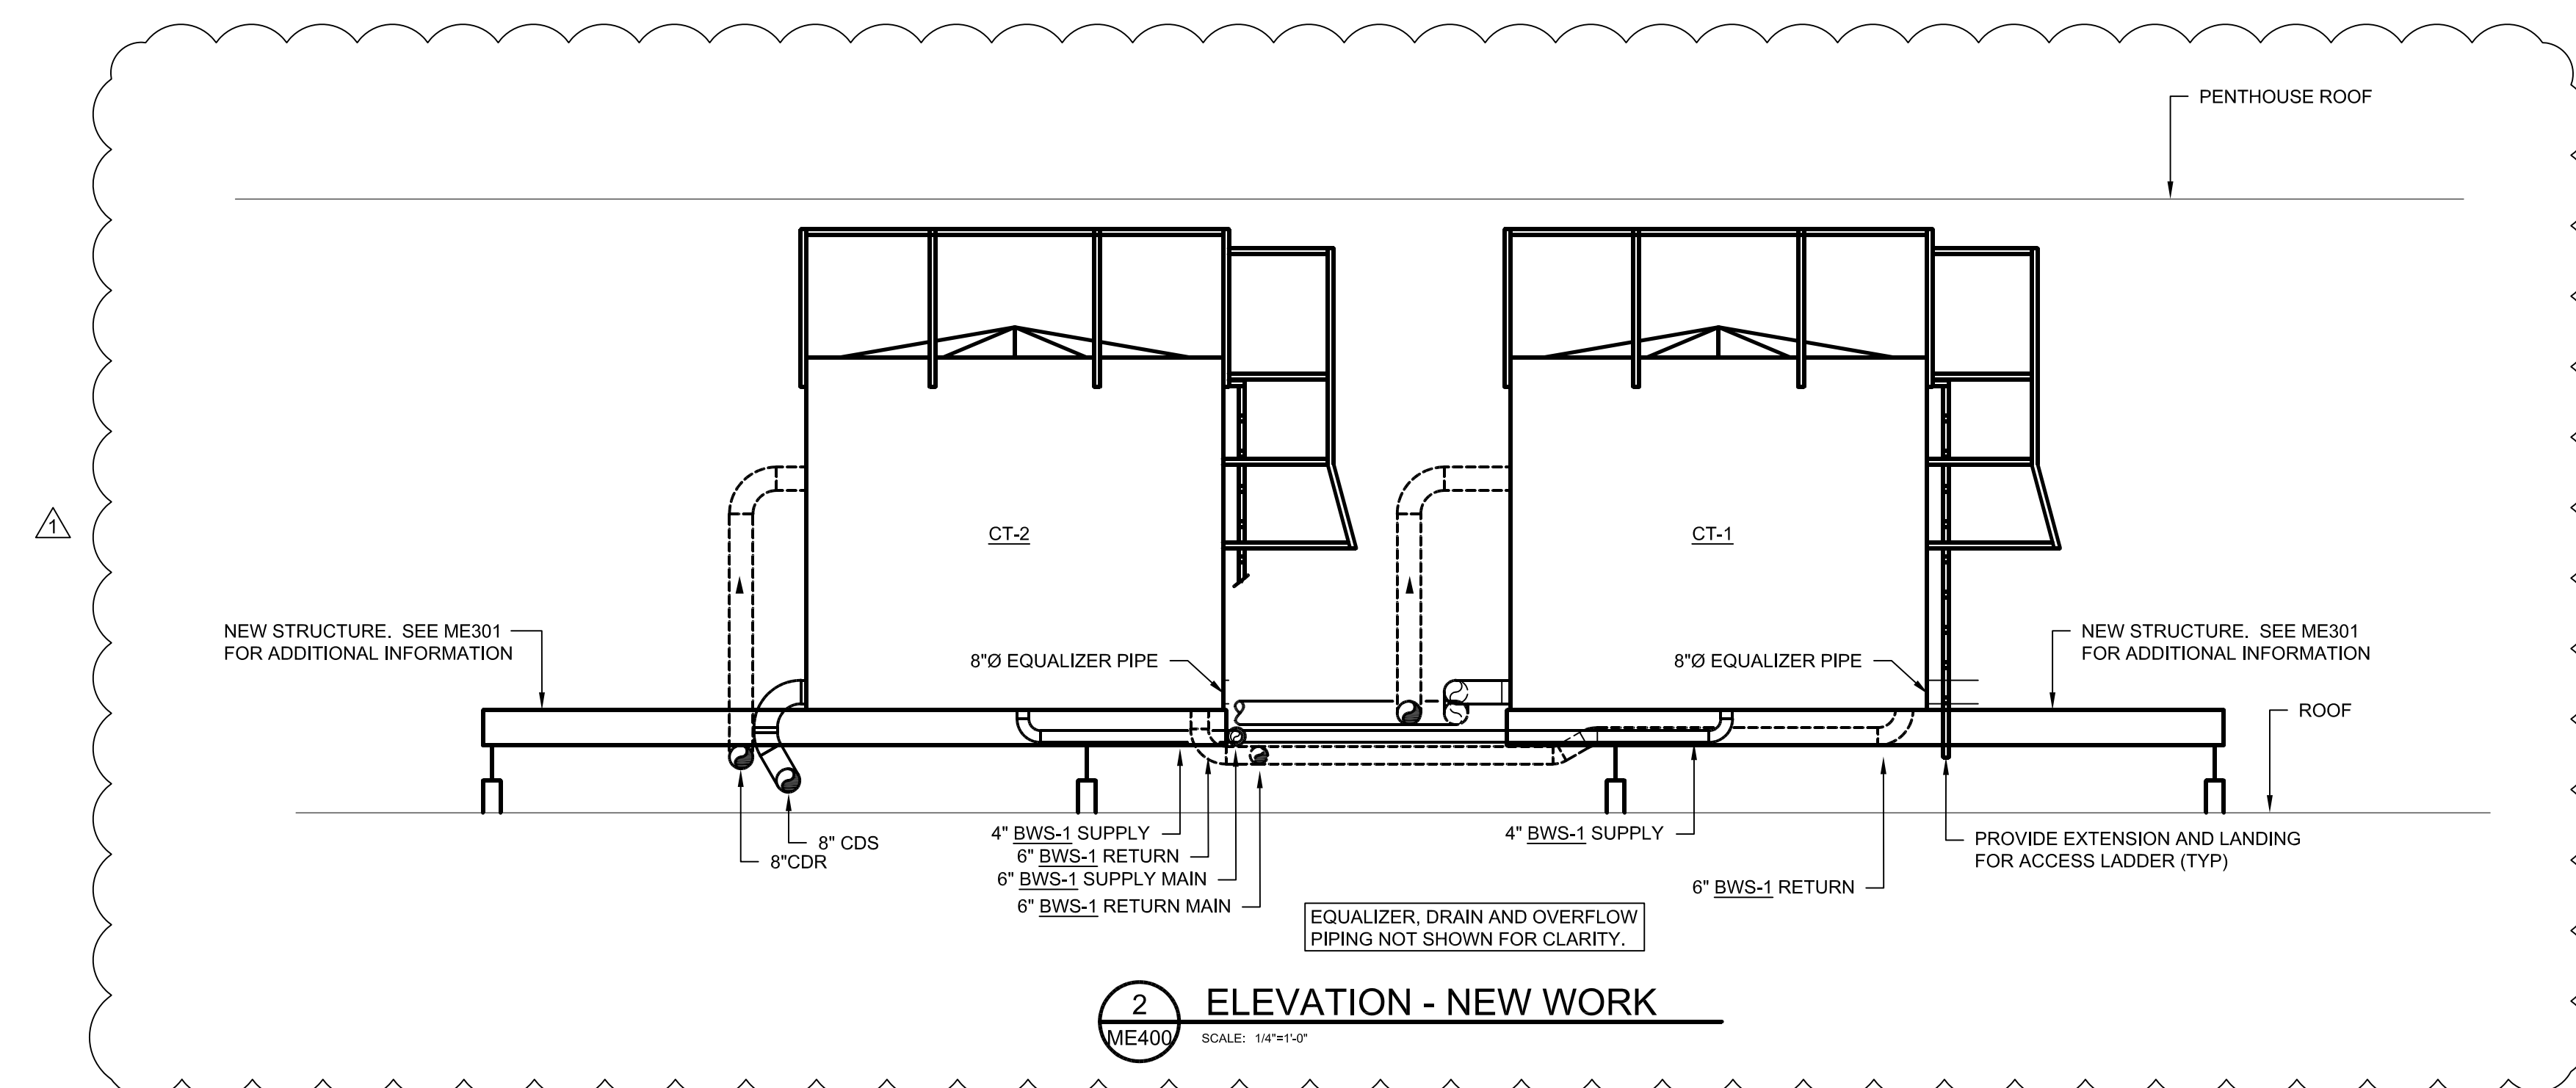 PENTHOUSE ROOF
1
CT-2
CT-1
NEW STRUCTURE. SEE ME301
FOR ADDITIONAL INFORMATION
8"Ø EQUALIZER PIPE
8"Ø EQUALIZER PIPE
NEW STRUCTURE. SEE ME301
FOR ADDITIONAL INFORMATION
ROOF
8" CDS
8"CDR
4" BWS-1 SUPPLY
6" BWS-1 RETURN
6" BWS-1 SUPPLY MAIN
6" BWS-1 RETURN MAIN
4" BWS-1 SUPPLY
6" BWS-1 RETURN
PROVIDE EXTENSION AND LANDING
FOR ACCESS LADDER (TYP)
EQUALIZER, DRAIN AND OVERFLOW
PIPING NOT SHOWN FOR CLARITY.
2
ME400
ELEVATION - NEW WORK
SCALE: 1/4"=1'-0"